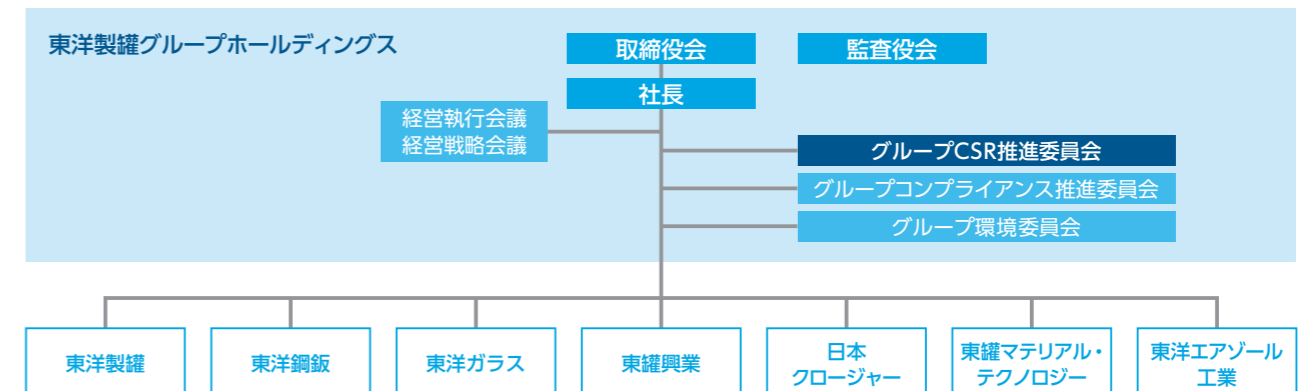 東洋製罐グループホールディングス
取締役会
監査役会
社長
経営執行会議
経営戦略会議
グループCSR推進委員会
グループコンプライアンス推進委員会
グループ環境委員会
東洋製罐
東洋鋼鈑
東洋ガラス
東罐興業
日本
クロージャー
東罐マテリアル・
テクノロジー
東洋エアゾール
工業